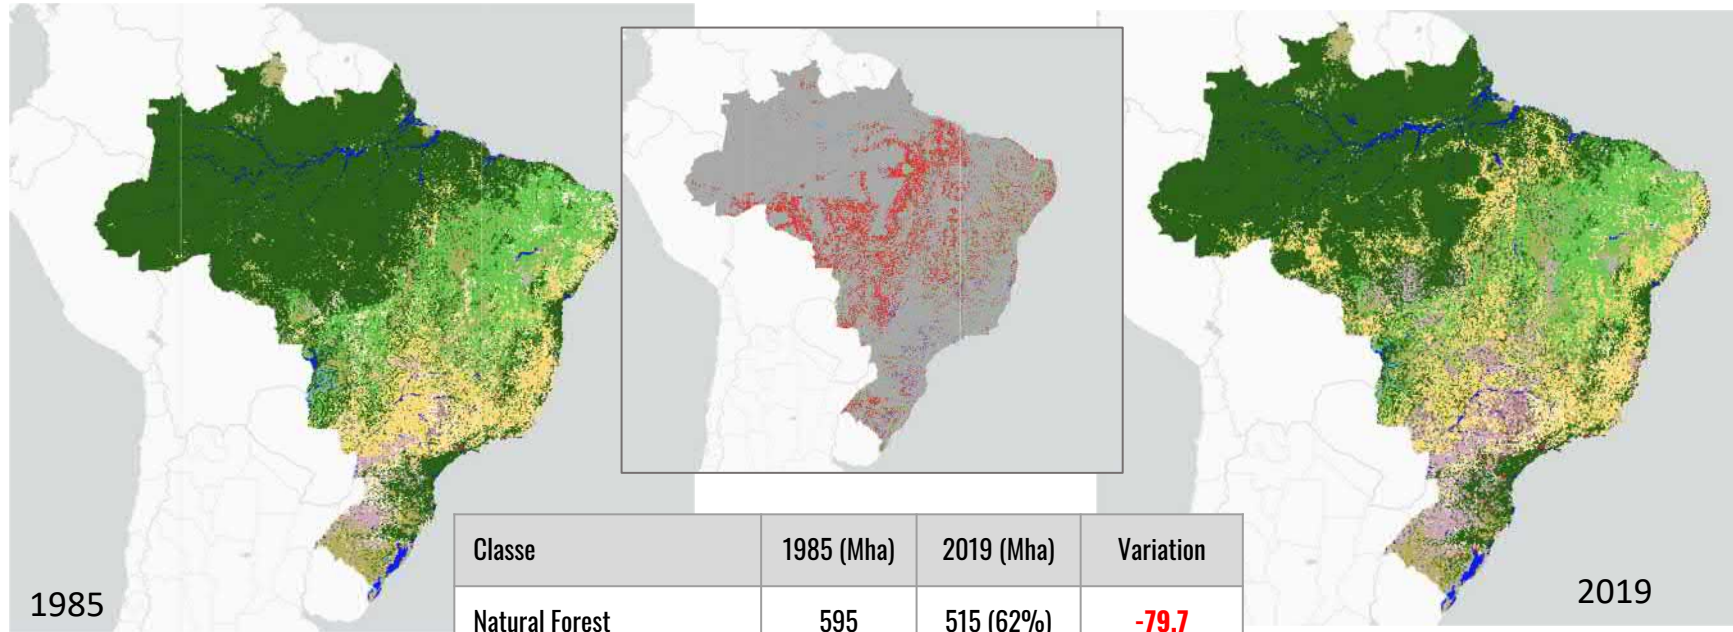 1985
2019
Classe 1985 (Mha) 2019 (Mha) Variation
Natural Forest 595 515 (62%) -79.7